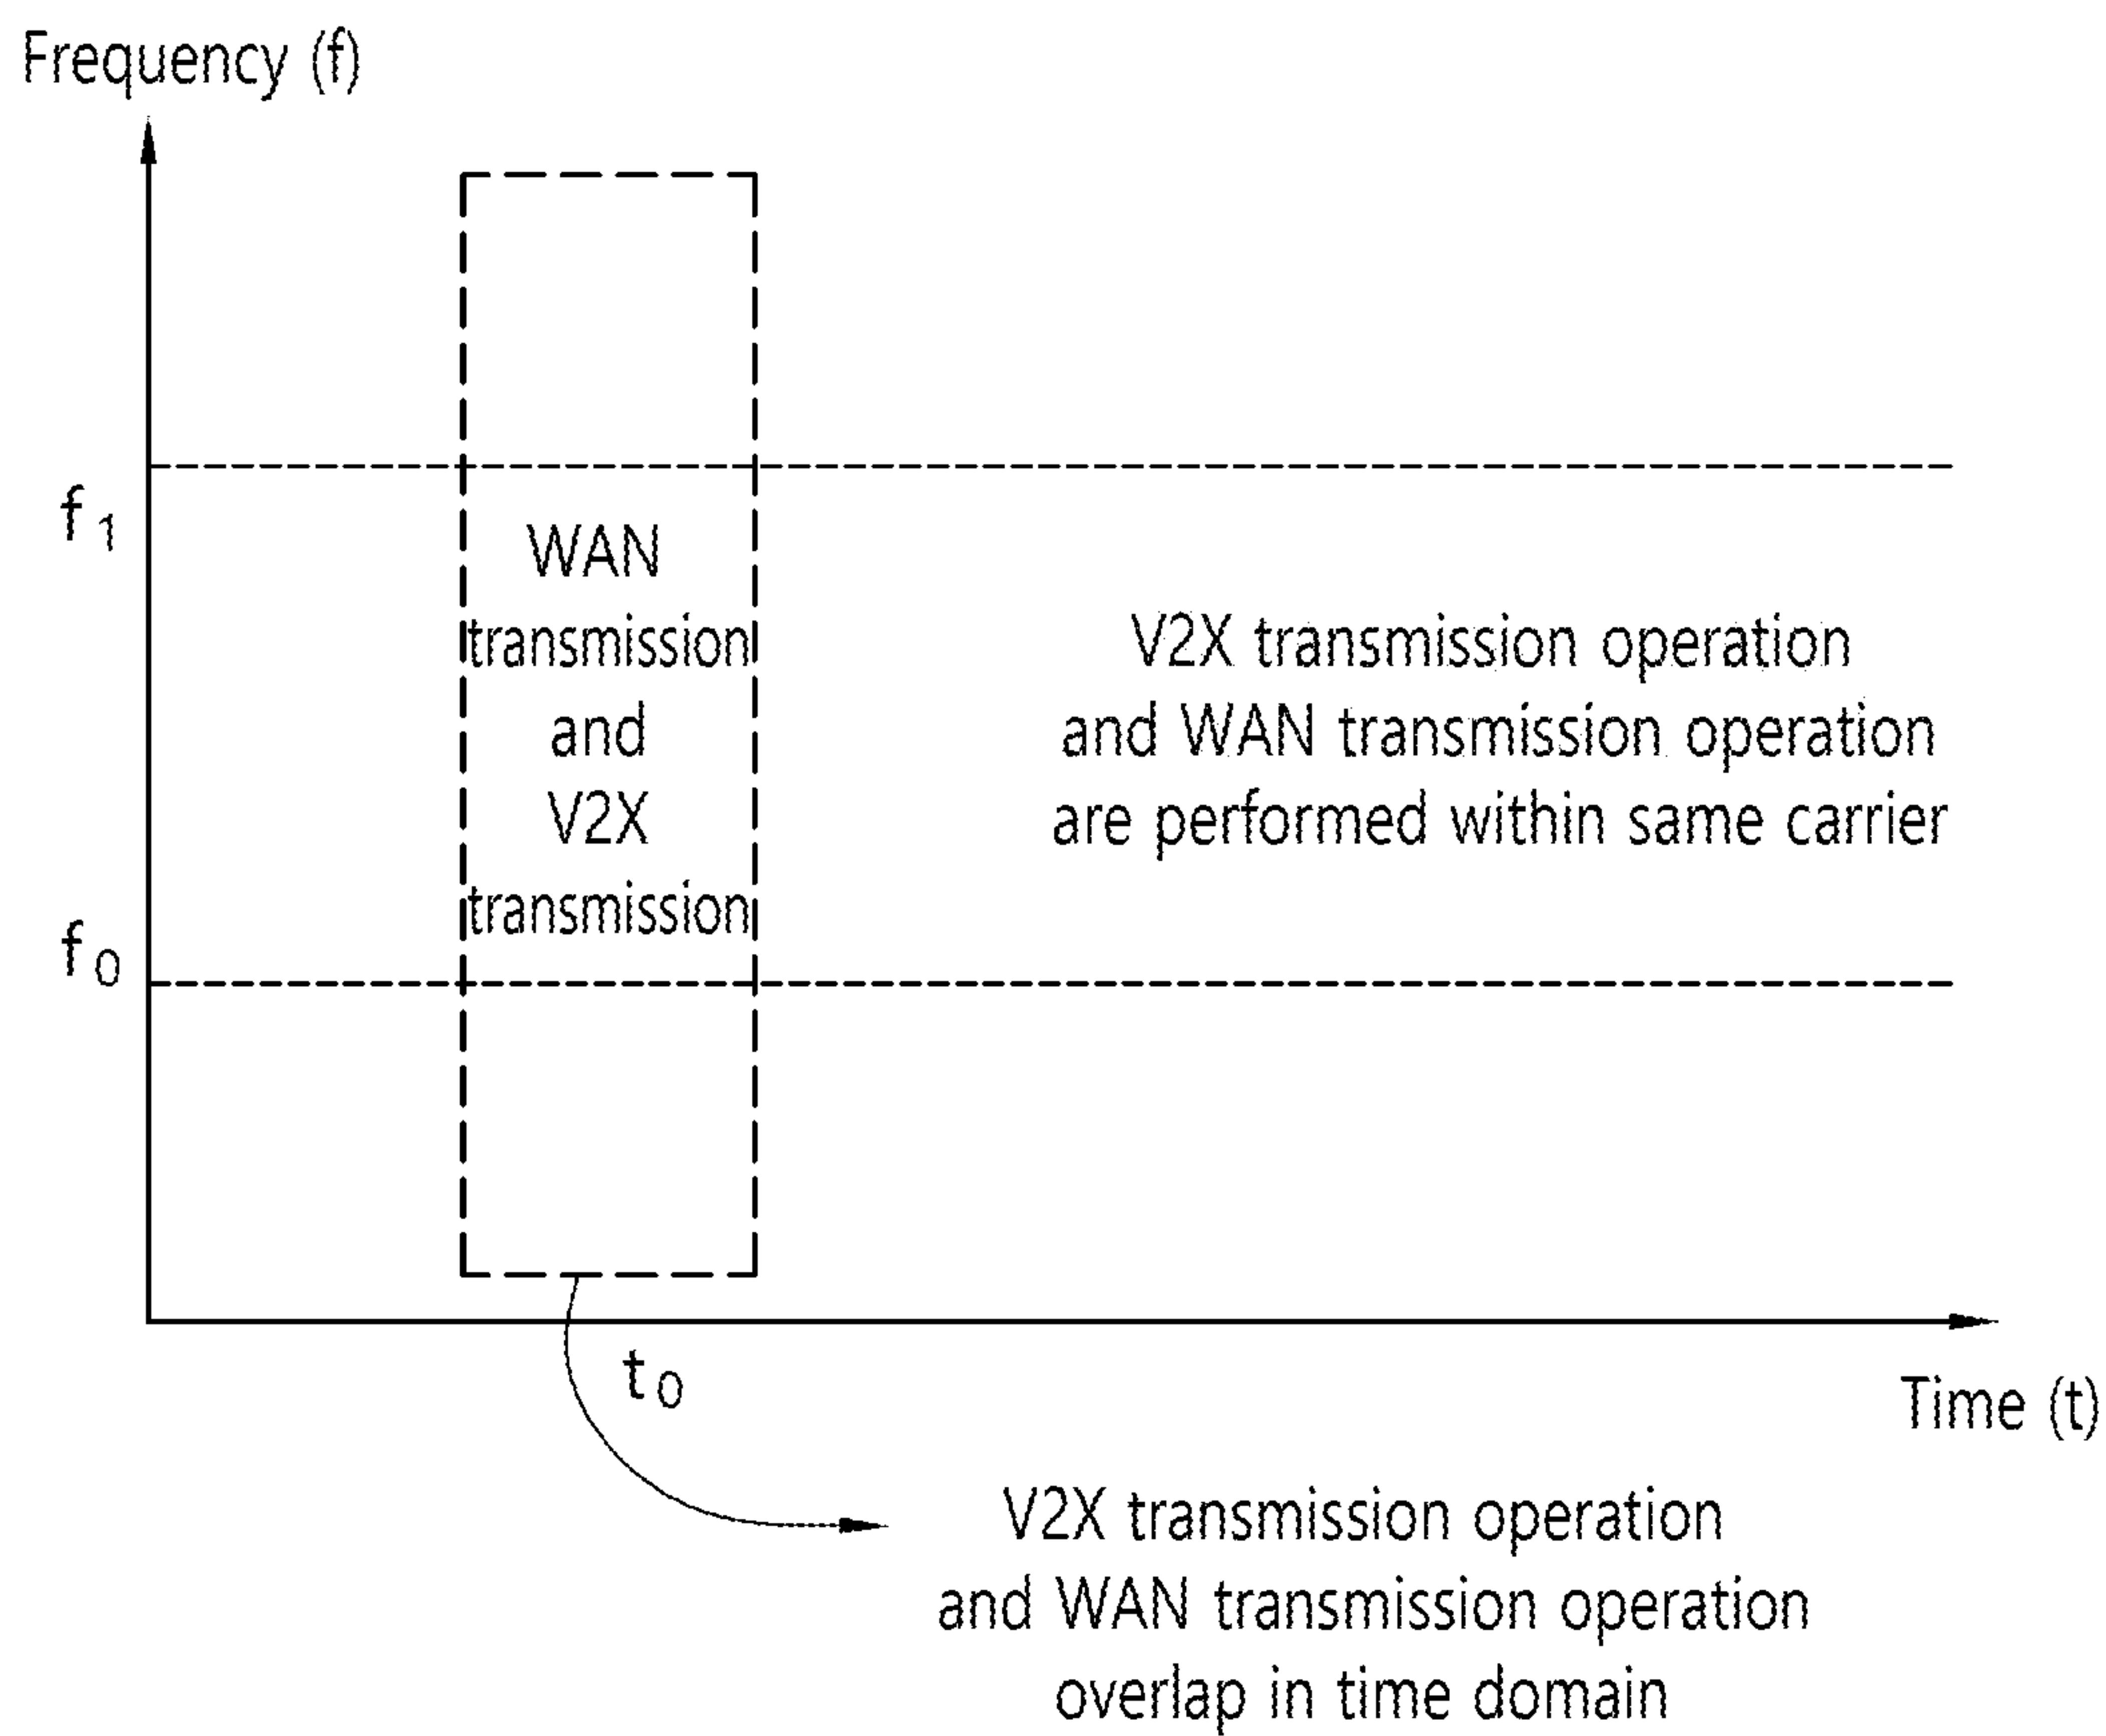 Frequency (f)
f1
WAN
transmission
and
V2X
transmission
V2X transmission operation
and WAN transmission operation
are performed within same carrier
f0
t0
Time (t)
V2X transmission operation
and WAN transmission operation
overlap in time domain